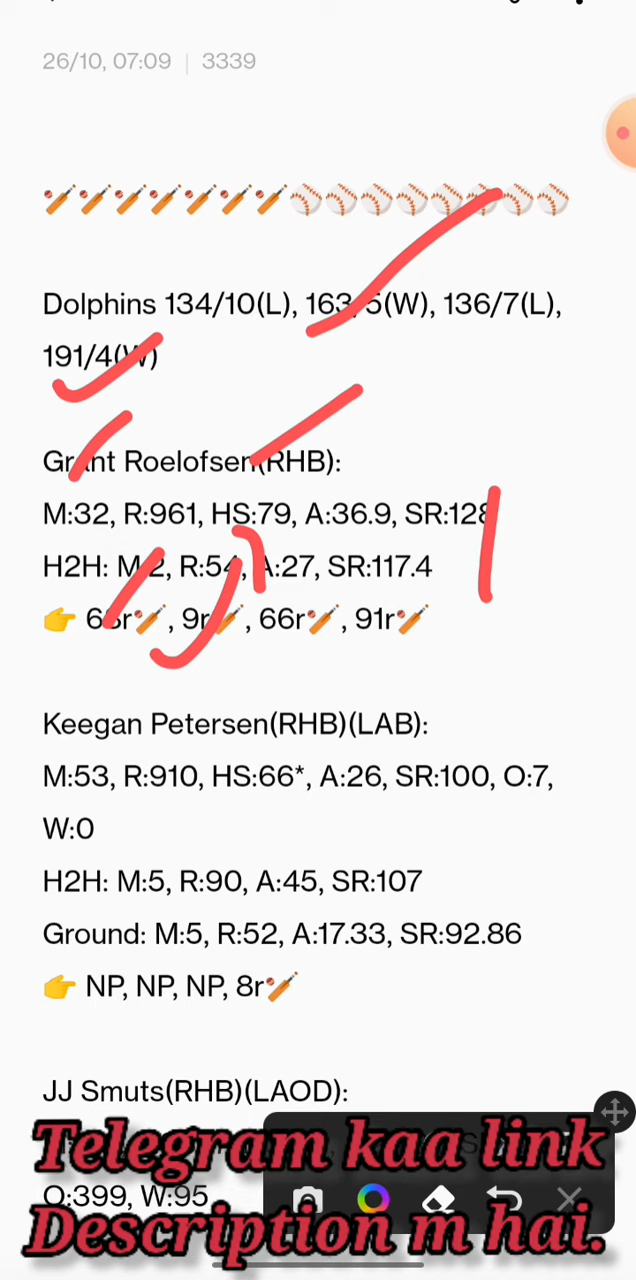 26/10, 07:09 | 3339
Dolphins 134/10(L), 163/5(W), 136/7(L),
191/4(W)
Grant Roelofsen(RHB):
M:32, R:961, HS:79, A:36.9, SR:128
H2H: M:2, R:54, A:27, SR:117.4
👉 r🏏, 9r🏏, 66r🏏, 91r🏏
Keegan Petersen(RHB)(LAB):
M:53, R:910, HS:66*, A:26, SR:100, O:7,
W:0
H2H: M:5, R:90, A:45, SR:107
Ground: M:5, R:52, A:17.33, SR:92.86
👉 NP, NP, NP, 8r🏏
JJ Smuts(RHB)(LAOD):
Telegram kaa link
O:399, W:95
Description m hai.